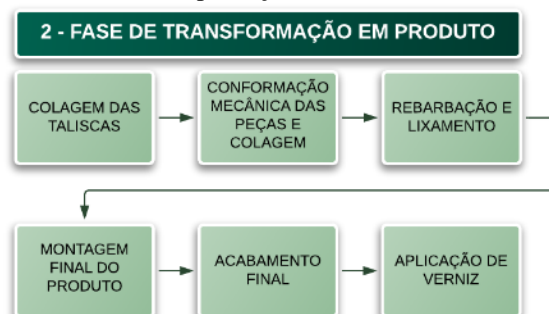 2 - FASE DE TRANSFORMAÇÃO EM PRODUTO
COLAGEM DAS
TALISCAS
CONFORMAÇÃO
MECÂNICA DAS
PEÇAS E
COLAGEM
REBARBAÇÃO E
LIXAMENTO
MONTAGEM
FINAL DO
PRODUTO
ACABAMENTO
FINAL
APLICAÇÃO DE
VERNIZ